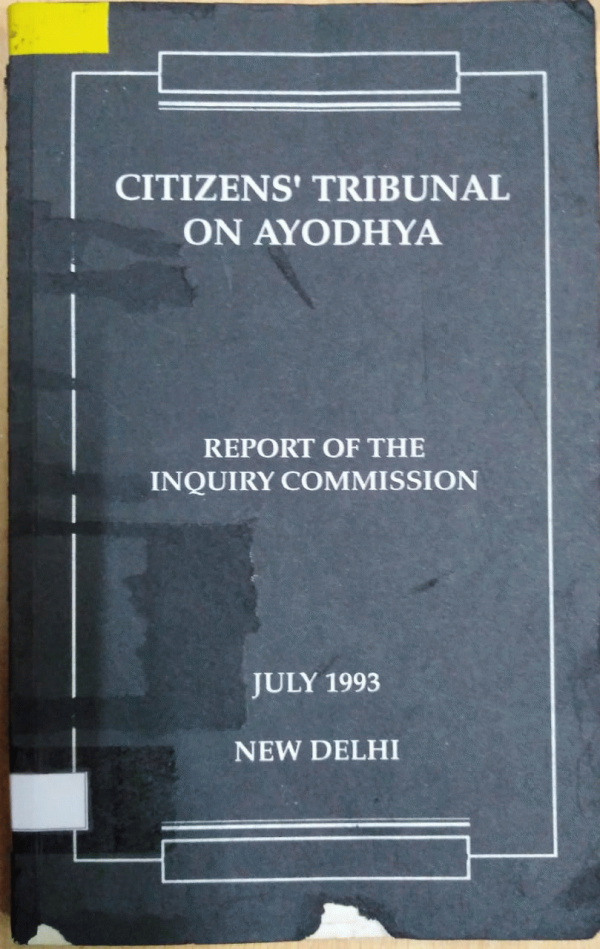 CITIZENS' TRIBUNAL
ON AYODHYA
REPORT OF THE
INQUIRY COMMISSION
JULY 1993
NEW DELHI